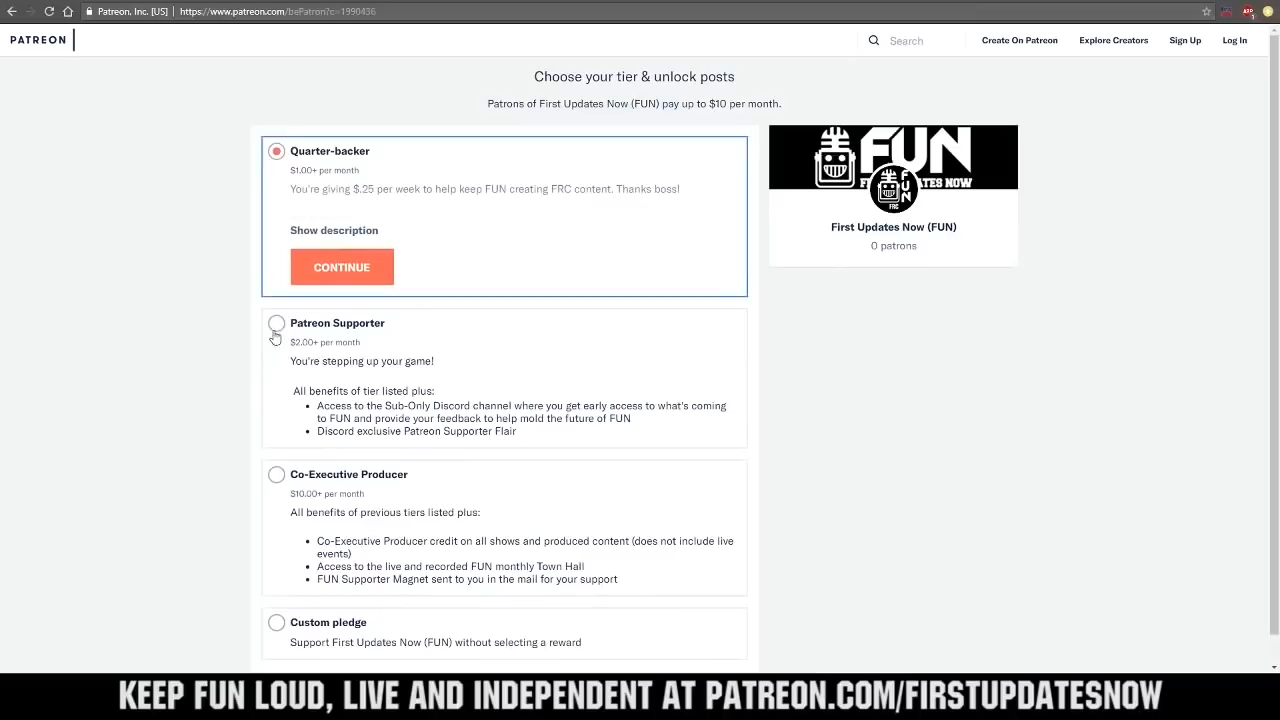 Patreon, Inc. [US] | https://www.patreon.com/bePatron?c=1990436
PATREON
Search
Create On Patreon
Explore Creators
Sign Up
Log In
Choose your tier & unlock posts
Patrons of First Updates Now (FUN) pay up to $10 per month.
Quarter-backer
$1.00+ per month
You're giving $.25 per week to help keep FUN creating FRC content. Thanks boss!
Show description
CONTINUE
FUN
F TES NOW
FUN
FRC
First Updates Now (FUN)
0 patrons
Patreon Supporter
$2.00+ per month
You're stepping up your game!
All benefits of tier listed plus:
• Access to the Sub-Only Discord channel where you get early access to what's coming
to FUN and provide your feedback to help mold the future of FUN
• Discord exclusive Patreon Supporter Flair
Co-Executive Producer
$10.00+ per month
All benefits of previous tiers listed plus:
• Co-Executive Producer credit on all shows and produced content (does not include live
events)
• Access to the live and recorded FUN monthly Town Hall
• FUN Supporter Magnet sent to you in the mail for your support
Custom pledge
Support First Updates Now (FUN) without selecting a reward
KEEP FUN LOUD, LIVE AND INDEPENDENT AT PATREON.COM/FIRSTUPDATESNOW